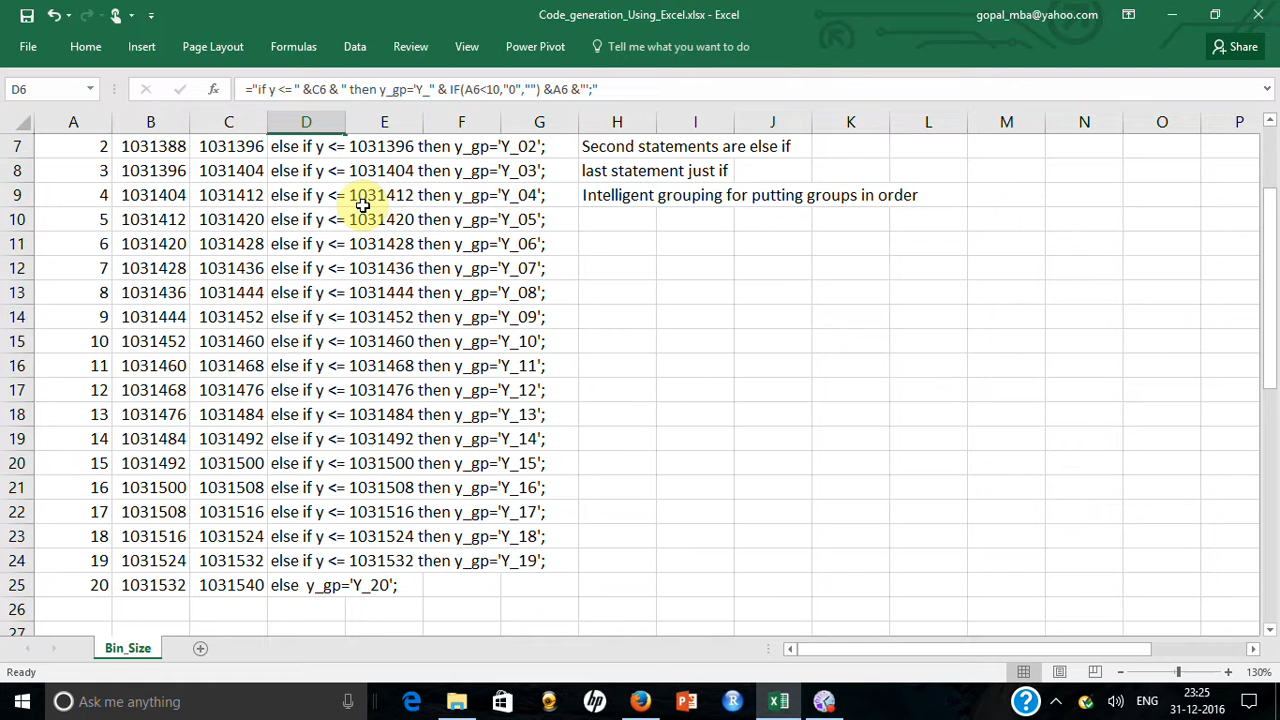 Code_generation_Using_Excel.xlsx - Excel
gopal_mba@yahoo.com
File Home Insert Page Layout Formulas Data Review View Power Pivot Tell me what you want to do Share
D6 fx ="if y <= " &C6 & " then y_gp='Y_" & IF(A6<10,"0","") &A6 &"';"
A B C D E F G H I J K L M N O P
7 2 1031388 1031396 else if y <= 1031396 then y_gp='Y_02'; Second statements are else if
8 3 1031396 1031404 else if y <= 1031404 then y_gp='Y_03'; last statement just if
9 4 1031404 1031412 else if y <= 1031412 then y_gp='Y_04'; Intelligent grouping for putting groups in order
10 5 1031412 1031420 else if y <= 1031420 then y_gp='Y_05';
11 6 1031420 1031428 else if y <= 1031428 then y_gp='Y_06';
12 7 1031428 1031436 else if y <= 1031436 then y_gp='Y_07';
13 8 1031436 1031444 else if y <= 1031444 then y_gp='Y_08';
14 9 1031444 1031452 else if y <= 1031452 then y_gp='Y_09';
15 10 1031452 1031460 else if y <= 1031460 then y_gp='Y_10';
16 11 1031460 1031468 else if y <= 1031468 then y_gp='Y_11';
17 12 1031468 1031476 else if y <= 1031476 then y_gp='Y_12';
18 13 1031476 1031484 else if y <= 1031484 then y_gp='Y_13';
19 14 1031484 1031492 else if y <= 1031492 then y_gp='Y_14';
20 15 1031492 1031500 else if y <= 1031500 then y_gp='Y_15';
21 16 1031500 1031508 else if y <= 1031508 then y_gp='Y_16';
22 17 1031508 1031516 else if y <= 1031516 then y_gp='Y_17';
23 18 1031516 1031524 else if y <= 1031524 then y_gp='Y_18';
24 19 1031524 1031532 else if y <= 1031532 then y_gp='Y_19';
25 20 1031532 1031540 else  y_gp='Y_20';
26
27
Bin_Size
Ready
130%
Ask me anything
ENG
23:25
31-12-2016